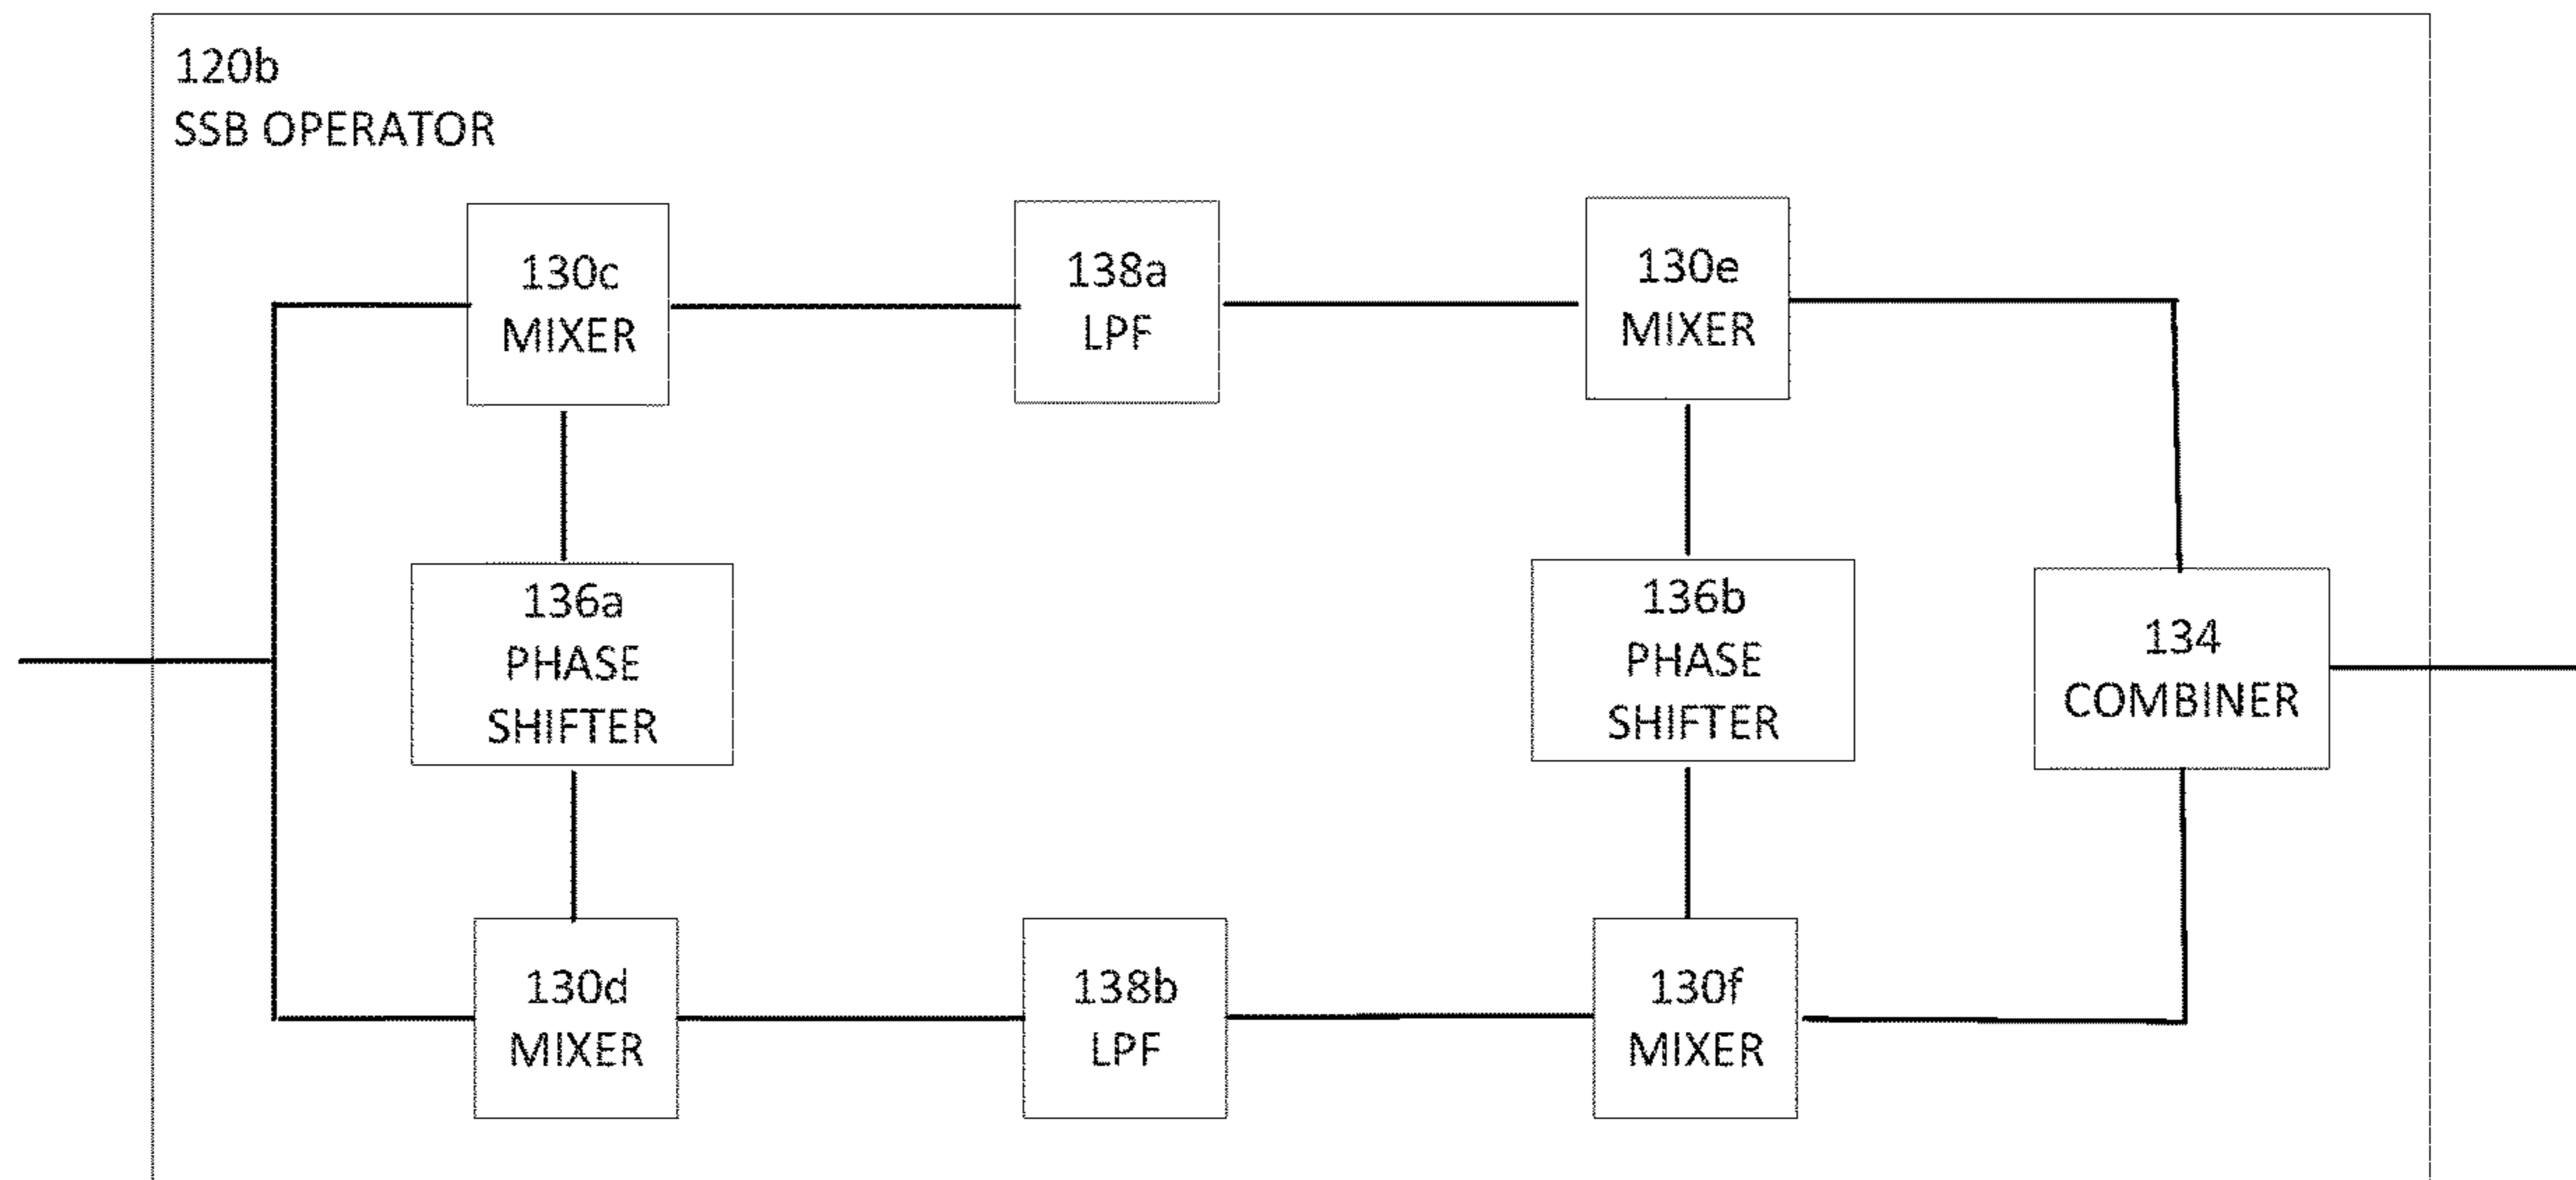 120b
SSB OPERATOR
130c
MIXER
138a
LPF
130e
MIXER
136a
PHASE
SHIFTER
136b
PHASE
SHIFTER
134
COMBINER
130d
MIXER
138b
LPF
130f
MIXER